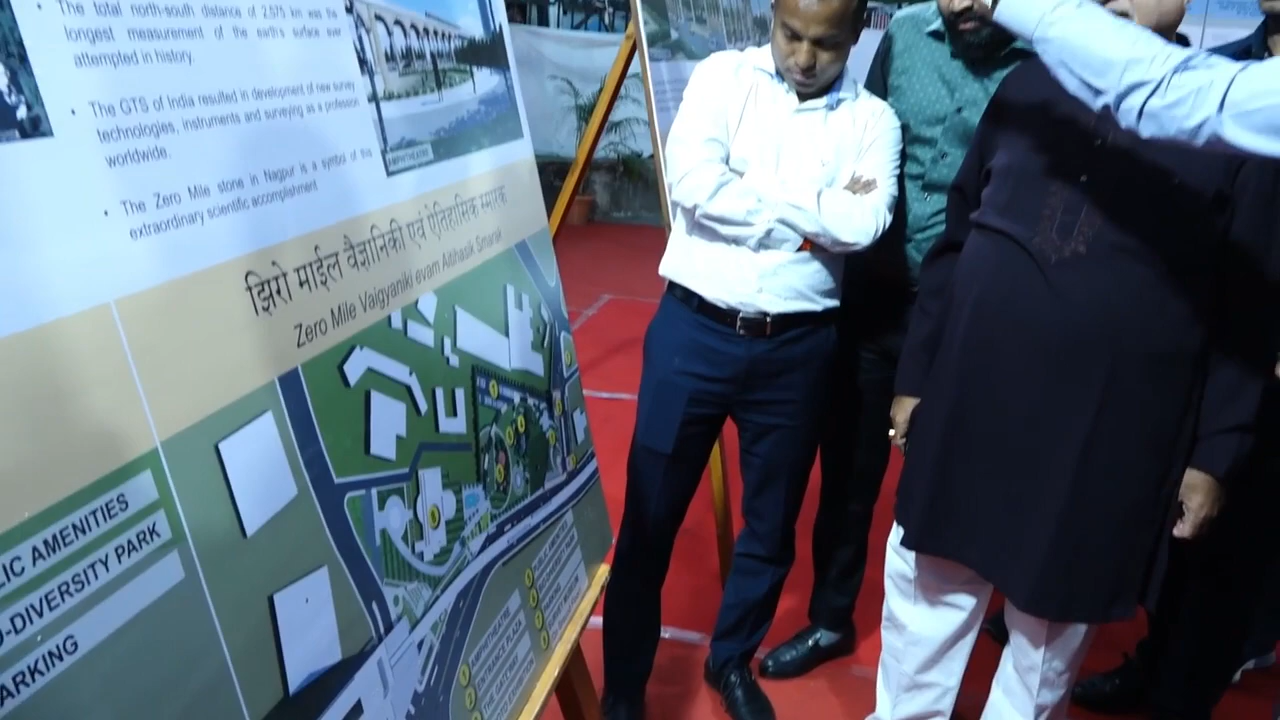 The total north-south distance of 2,575 km was the
longest measurement of the earth's surface ever
attempted in history.
The GTS of India resulted in development of new survey
technologies, instruments and surveying as a profession
worldwide.
The Zero Mile stone in Nagpur is a symbol of this
extraordinary scientific accomplishment
AMPHITHEATRE
झिरो माईल वैज्ञानिकी एवं ऐतिहासिक स्मारक
Zero Mile Vaigyaniki evam Aitihasik Smarak
LIC AMENITIES
O-DIVERSITY PARK
ARKING